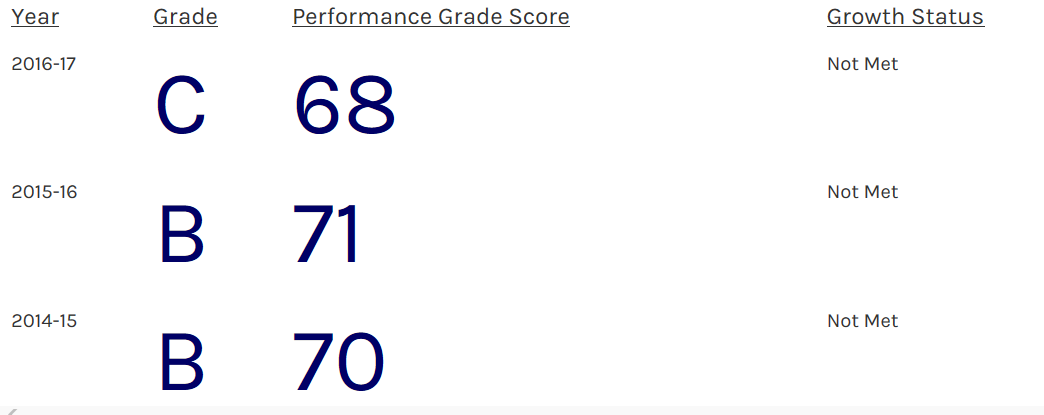 Year Grade Performance Grade Score Growth Status
2016-17 C 68 Not Met
2015-16 B 71 Not Met
2014-15 B 70 Not Met